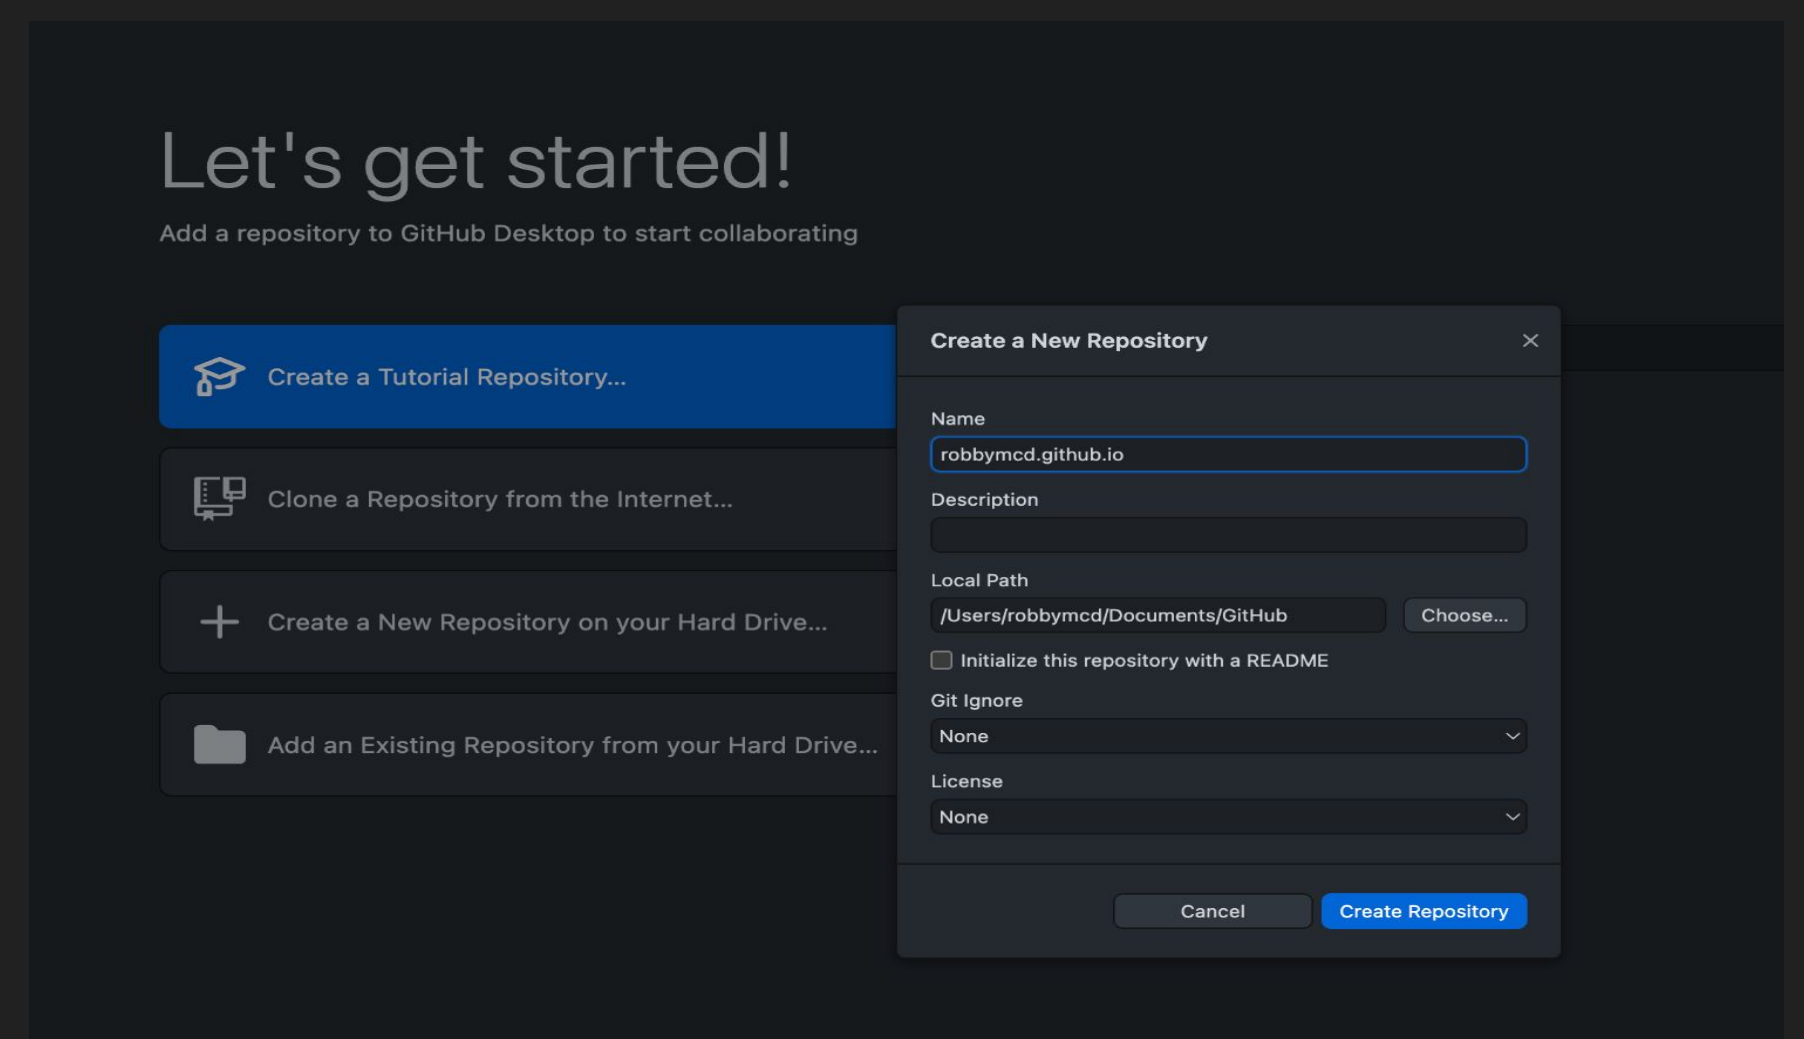 Let's get started!
Add a repository to GitHub Desktop to start collaborating
Create a Tutorial Repository...
Clone a Repository from the Internet...
Create a New Repository on your Hard Drive...
Add an Existing Repository from your Hard Drive...
Create a New Repository
Name
robbymcd.github.io
Description
Local Path
/Users/robbymcd/Documents/GitHub
Choose...
Initialize this repository with a README
Git Ignore
None
License
None
Cancel
Create Repository